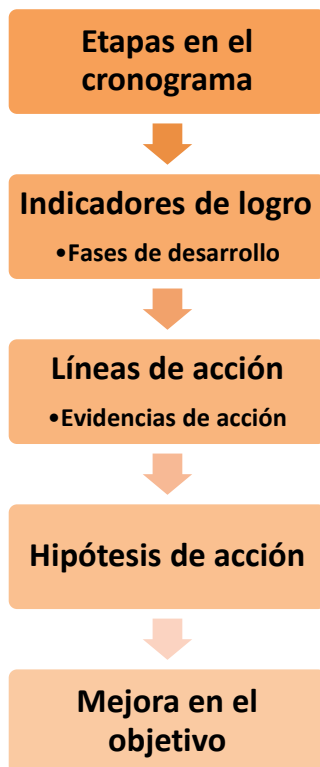 Etapas en el
cronograma
Indicadores de logro
•Fases de desarrollo
Líneas de acción
•Evidencias de acción
Hipótesis de acción
Mejora en el
objetivo